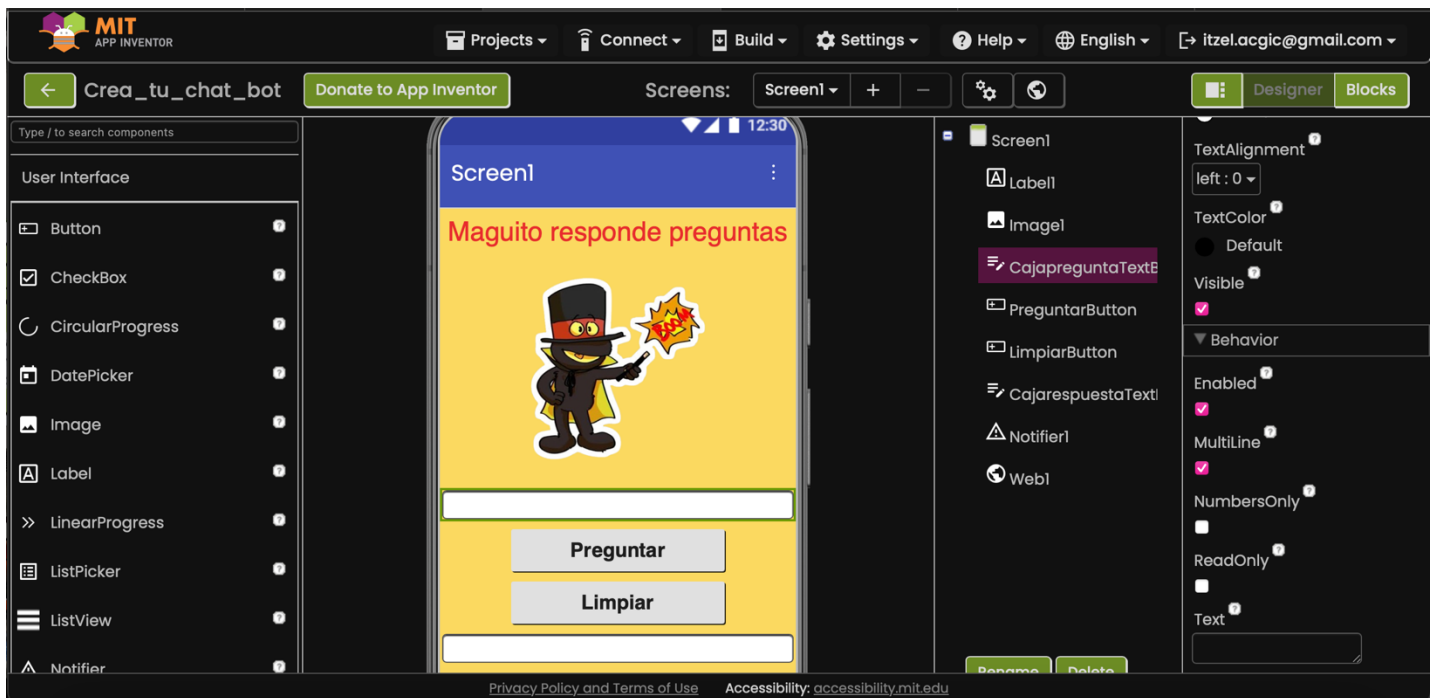 MIT
APP INVENTOR
Projects
Connect
Build
Settings
Help
English
itzel.acgic@gmail.com
Crea_tu_chat_bot
Donate to App Inventor
Screens:
Screen1
+
−
Designer
Blocks
Type / to search components
User Interface
Button
CheckBox
CircularProgress
DatePicker
Image
Label
LinearProgress
ListPicker
ListView
Notifier
12:30
Screen1
Maguito responde preguntas
BOOM
Preguntar
Limpiar
Screen1
Label1
Image1
CajapreguntaTextB
PreguntarButton
LimpiarButton
CajarespuestaText
Notifier1
Web1
Rename
Delete
TextAlignment
left : 0
TextColor
Default
Visible
Behavior
Enabled
MultiLine
NumbersOnly
ReadOnly
Text
Privacy Policy and Terms of Use
Accessibility: accessibility.mit.edu